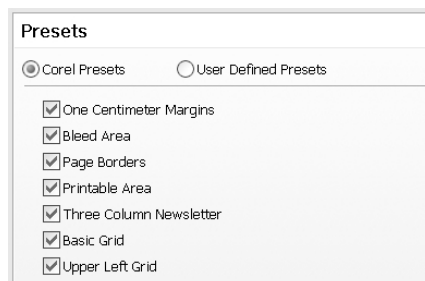 Presets
Corel Presets User Defined Presets
One Centimeter Margins
Bleed Area
Page Borders
Printable Area
Three Column Newsletter
Basic Grid
Upper Left Grid